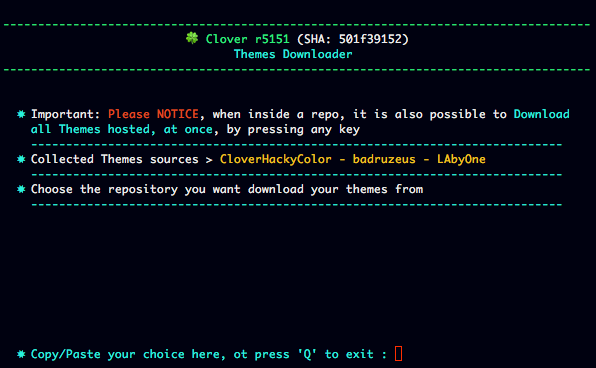 Clover r5151 (SHA: 501f39152)
Themes Downloader
Important: Please NOTICE, when inside a repo, it is also possible to Download
all Themes hosted, at once, by pressing any key
Collected Themes sources > CloverHackyColor - badruzeus - LAbyOne
Choose the repository you want download your themes from
Copy/Paste your choice here, ot press 'Q' to exit :